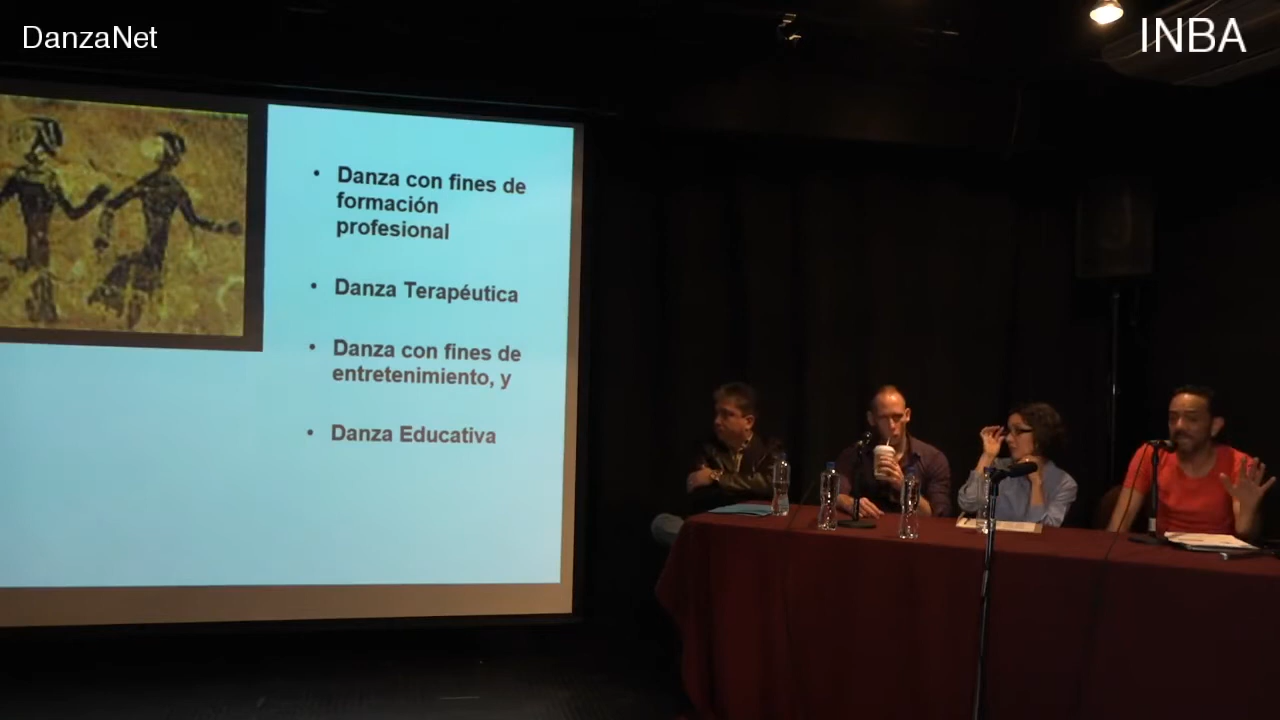 DanzaNet
INBA
• Danza con fines de
formación
profesional
• Danza Terapéutica
• Danza con fines de
entretenimiento, y
• Danza Educativa